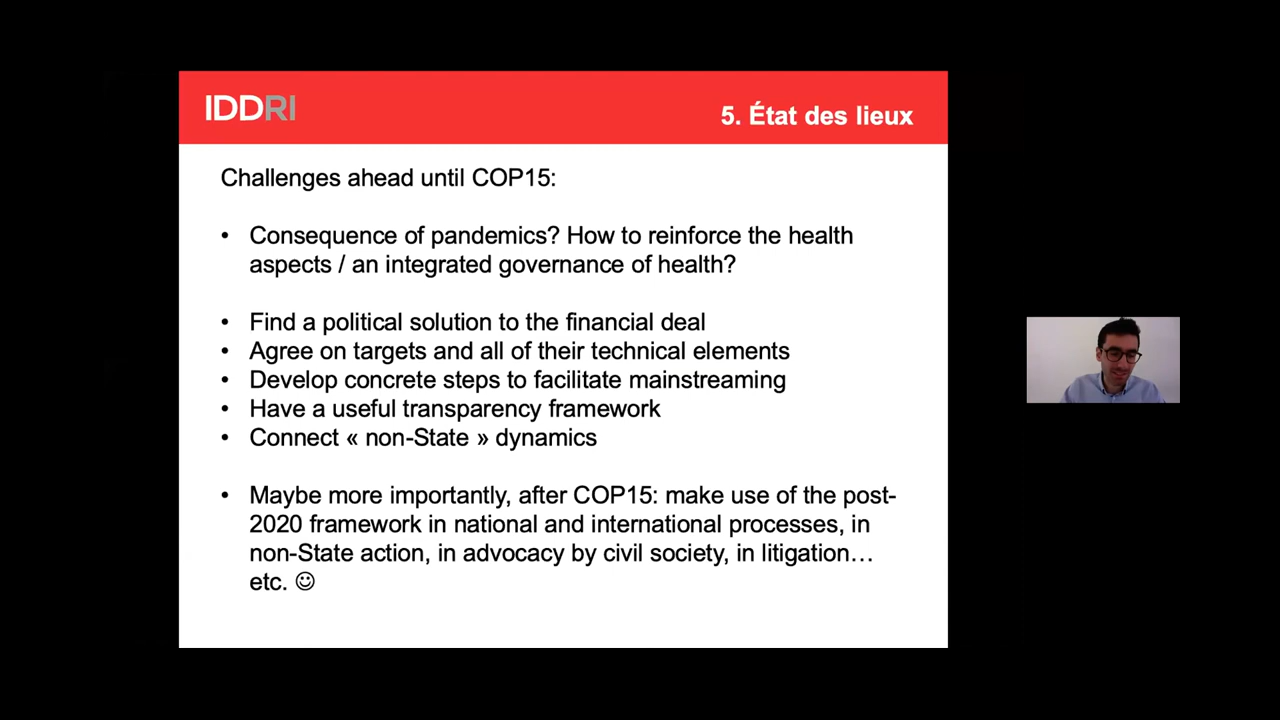 IDDRI
5. État des lieux
Challenges ahead until COP15:
• Consequence of pandemics? How to reinforce the health
aspects / an integrated governance of health?
• Find a political solution to the financial deal
• Agree on targets and all of their technical elements
• Develop concrete steps to facilitate mainstreaming
• Have a useful transparency framework
• Connect « non-State » dynamics
• Maybe more importantly, after COP15: make use of the post-
2020 framework in national and international processes, in
non-State action, in advocacy by civil society, in litigation…
etc. ☺